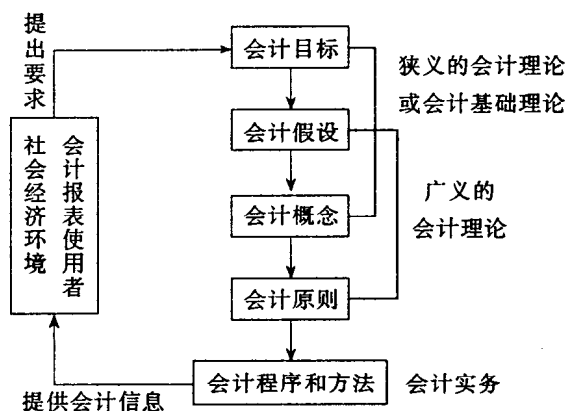 提出要求
会计目标
狭义的会计理论
或会计基础理论
会计假设
社会经济环境
会计报表使用者
广义的
会计理论
会计概念
会计原则
会计程序和方法
会计实务
提供会计信息